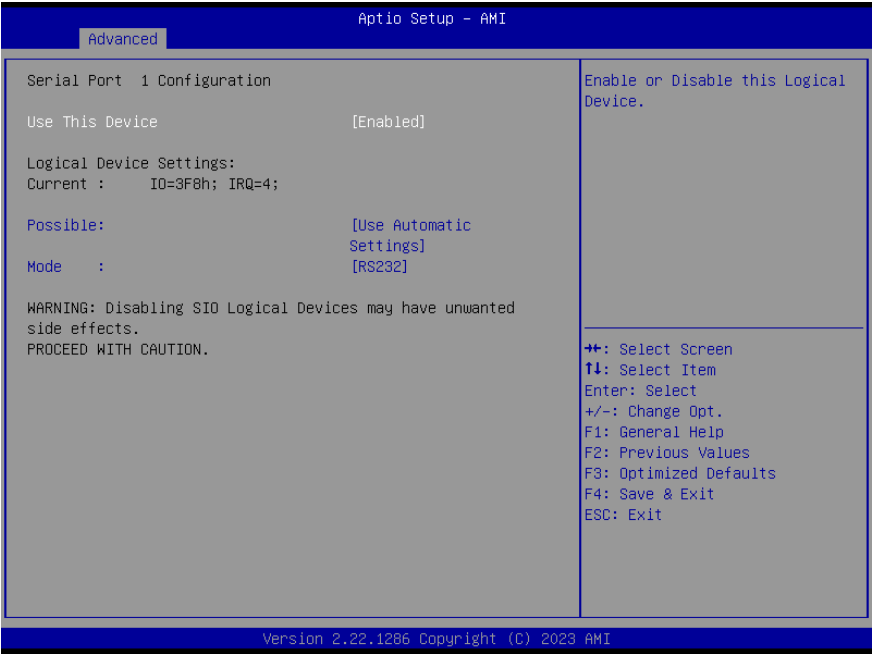 Aptio Setup – AMI
Advanced
Serial Port 1 Configuration
Use This Device [Enabled]
Logical Device Settings:
Current : IO=3F8h; IRQ=4;
Possible: [Use Automatic
Settings]
Mode : [RS232]
WARNING: Disabling SIO Logical Devices may have unwanted
side effects.
PROCEED WITH CAUTION.
Enable or Disable this Logical
Device.
→←: Select Screen
↑↓: Select Item
Enter: Select
+/-: Change Opt.
F1: General Help
F2: Previous Values
F3: Optimized Defaults
F4: Save & Exit
ESC: Exit
Version 2.22.1286 Copyright (C) 2023 AMI